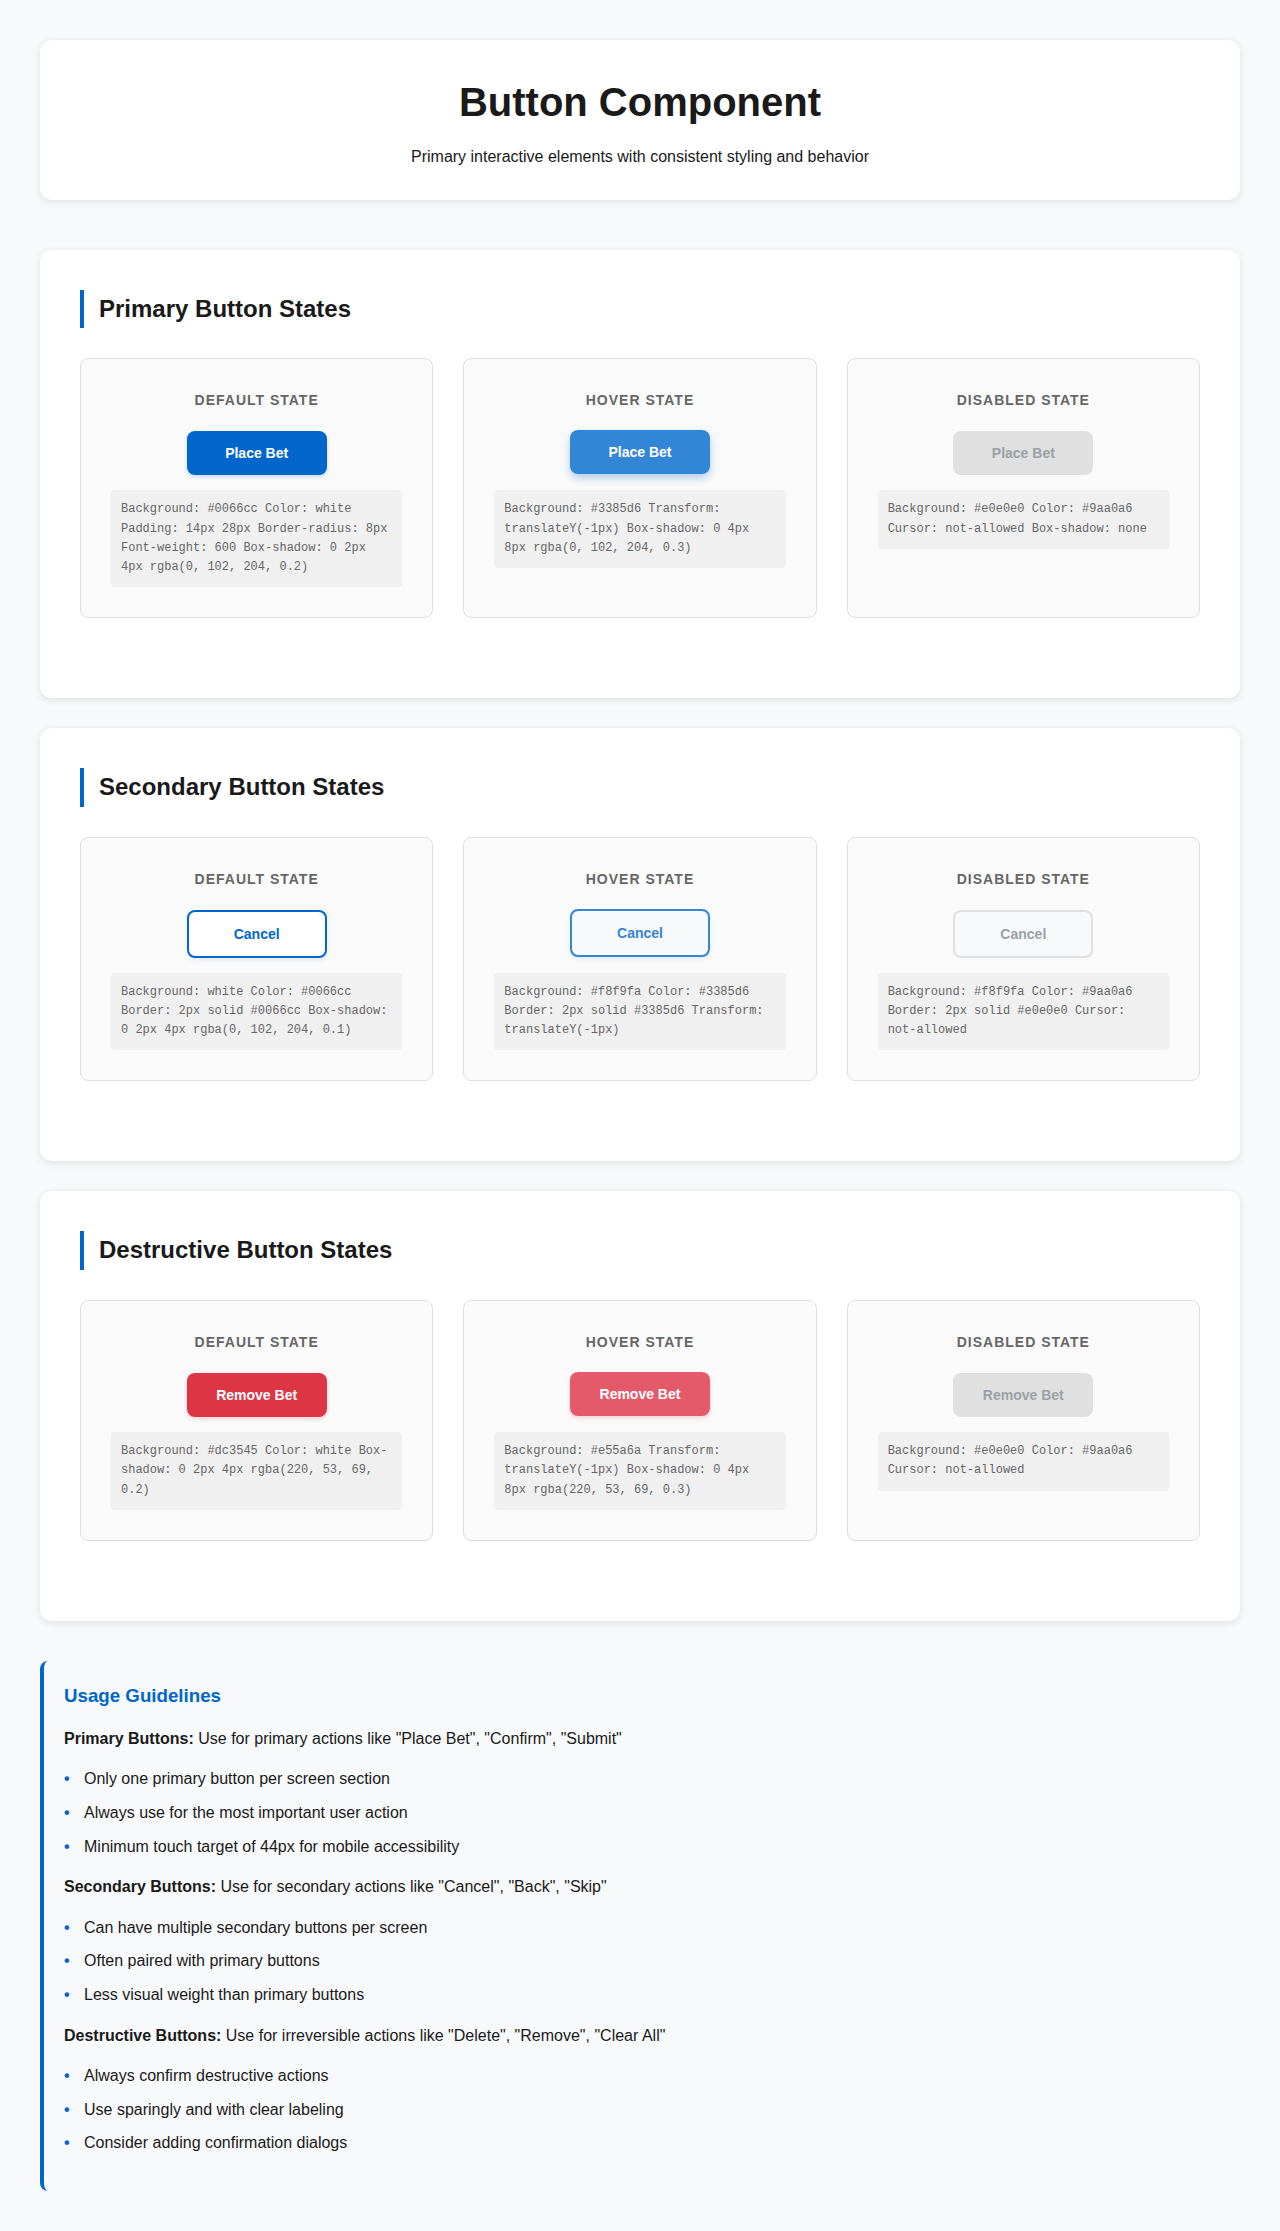 Button Component
Primary interactive elements with consistent styling and behavior
Primary Button States
DEFAULT STATE
Place Bet
Background: #0066cc Color: white
Padding: 14px 28px Border-radius: 8px
Font-weight: 600 Box-shadow: 0 2px
4px rgba(0, 102, 204, 0.2)
HOVER STATE
Place Bet
Background: #3385d6 Transform:
translateY(-1px) Box-shadow: 0 4px
8px rgba(0, 102, 204, 0.3)
DISABLED STATE
Place Bet
Background: #e0e0e0 Color: #9aa0a6
Cursor: not-allowed Box-shadow: none
Secondary Button States
DEFAULT STATE
Cancel
Background: white Color: #0066cc
Border: 2px solid #0066cc Box-shadow:
0 2px 4px rgba(0, 102, 204, 0.1)
HOVER STATE
Cancel
Background: #f8f9fa Color: #3385d6
Border: 2px solid #3385d6 Transform:
translateY(-1px)
DISABLED STATE
Cancel
Background: #f8f9fa Color: #9aa0a6
Border: 2px solid #e0e0e0 Cursor:
not-allowed
Destructive Button States
DEFAULT STATE
Remove Bet
Background: #dc3545 Color: white Box-
shadow: 0 2px 4px rgba(220, 53, 69,
0.2)
HOVER STATE
Remove Bet
Background: #e55a6a Transform:
translateY(-1px) Box-shadow: 0 4px
8px rgba(220, 53, 69, 0.3)
DISABLED STATE
Remove Bet
Background: #e0e0e0 Color: #9aa0a6
Cursor: not-allowed
Usage Guidelines
Primary Buttons: Use for primary actions like "Place Bet", "Confirm", "Submit"
• Only one primary button per screen section
• Always use for the most important user action
• Minimum touch target of 44px for mobile accessibility
Secondary Buttons: Use for secondary actions like "Cancel", "Back", "Skip"
• Can have multiple secondary buttons per screen
• Often paired with primary buttons
• Less visual weight than primary buttons
Destructive Buttons: Use for irreversible actions like "Delete", "Remove", "Clear All"
• Always confirm destructive actions
• Use sparingly and with clear labeling
• Consider adding confirmation dialogs